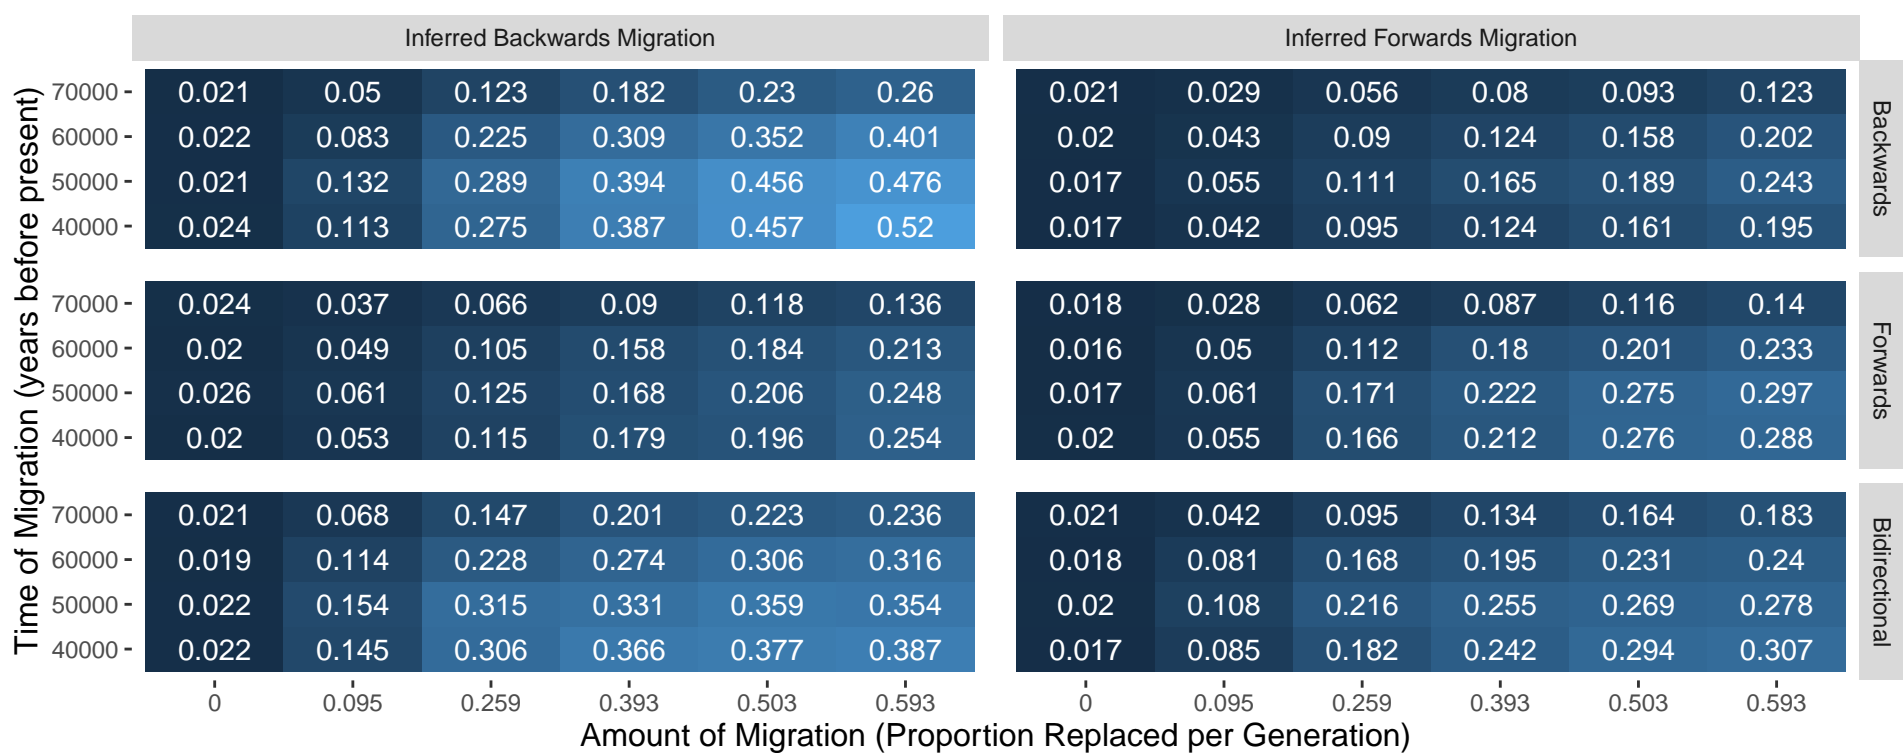 Inferred Backwards Migration Inferred Forwards Migration
Time of Migration (years before present)
70000 0.021 0.05 0.123 0.182 0.23 0.26 0.021 0.029 0.056 0.08 0.093 0.123
60000 0.022 0.083 0.225 0.309 0.352 0.401 0.02 0.043 0.09 0.124 0.158 0.202
50000 0.021 0.132 0.289 0.394 0.456 0.476 0.017 0.055 0.111 0.165 0.189 0.243
40000 0.024 0.113 0.275 0.387 0.457 0.52 0.017 0.042 0.095 0.124 0.161 0.195
Backwards
70000 0.024 0.037 0.066 0.09 0.118 0.136 0.018 0.028 0.062 0.087 0.116 0.14
60000 0.02 0.049 0.105 0.158 0.184 0.213 0.016 0.05 0.112 0.18 0.201 0.233
50000 0.026 0.061 0.125 0.168 0.206 0.248 0.017 0.061 0.171 0.222 0.275 0.297
40000 0.02 0.053 0.115 0.179 0.196 0.254 0.02 0.055 0.166 0.212 0.276 0.288
Forwards
70000 0.021 0.068 0.147 0.201 0.223 0.236 0.021 0.042 0.095 0.134 0.164 0.183
60000 0.019 0.114 0.228 0.274 0.306 0.316 0.018 0.081 0.168 0.195 0.231 0.24
50000 0.022 0.154 0.315 0.331 0.359 0.354 0.02 0.108 0.216 0.255 0.269 0.278
40000 0.022 0.145 0.306 0.366 0.377 0.387 0.017 0.085 0.182 0.242 0.294 0.307
Bidirectional
0 0.095 0.259 0.393 0.503 0.593 0 0.095 0.259 0.393 0.503 0.593
Amount of Migration (Proportion Replaced per Generation)